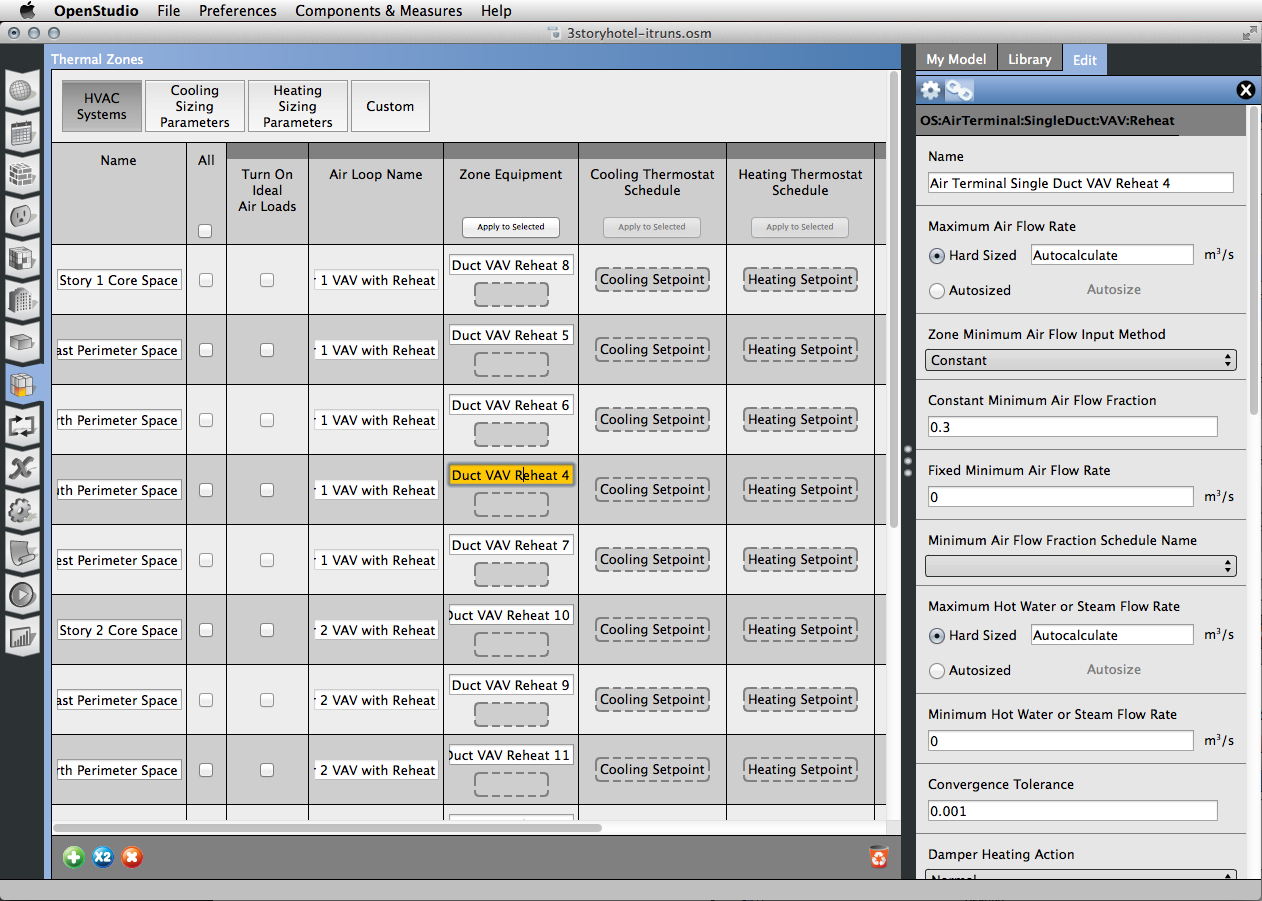 OpenStudio File Preferences Components & Measures Help
3storyhotel-itruns.osm
Thermal Zones
HVAC
Systems
Cooling
Sizing
Parameters
Heating
Sizing
Parameters
Custom
Name
All
Turn On
Ideal
Air Loads
Air Loop Name
Zone Equipment
Apply to Selected
Cooling Thermostat
Schedule
Apply to Selected
Heating Thermostat
Schedule
Apply to Selected
Story 1 Core Space
1 VAV with Reheat
Duct VAV Reheat 8
Cooling Setpoint
Heating Setpoint
ast Perimeter Space
1 VAV with Reheat
Duct VAV Reheat 5
Cooling Setpoint
Heating Setpoint
rth Perimeter Space
1 VAV with Reheat
Duct VAV Reheat 6
Cooling Setpoint
Heating Setpoint
uth Perimeter Space
1 VAV with Reheat
Duct VAV Reheat 4
Cooling Setpoint
Heating Setpoint
est Perimeter Space
1 VAV with Reheat
Duct VAV Reheat 7
Cooling Setpoint
Heating Setpoint
Story 2 Core Space
2 VAV with Reheat
Duct VAV Reheat 10
Cooling Setpoint
Heating Setpoint
ast Perimeter Space
2 VAV with Reheat
Duct VAV Reheat 9
Cooling Setpoint
Heating Setpoint
rth Perimeter Space
2 VAV with Reheat
Duct VAV Reheat 11
Cooling Setpoint
Heating Setpoint
X2
My Model
Library
Edit
OS:AirTerminal:SingleDuct:VAV:Reheat
Name
Air Terminal Single Duct VAV Reheat 4
Maximum Air Flow Rate
Hard Sized Autocalculate m³/s
Autosized Autosize
Zone Minimum Air Flow Input Method
Constant
Constant Minimum Air Flow Fraction
0.3
Fixed Minimum Air Flow Rate
0 m³/s
Minimum Air Flow Fraction Schedule Name
Maximum Hot Water or Steam Flow Rate
Hard Sized Autocalculate m³/s
Autosized Autosize
Minimum Hot Water or Steam Flow Rate
0 m³/s
Convergence Tolerance
0.001
Damper Heating Action
Normal